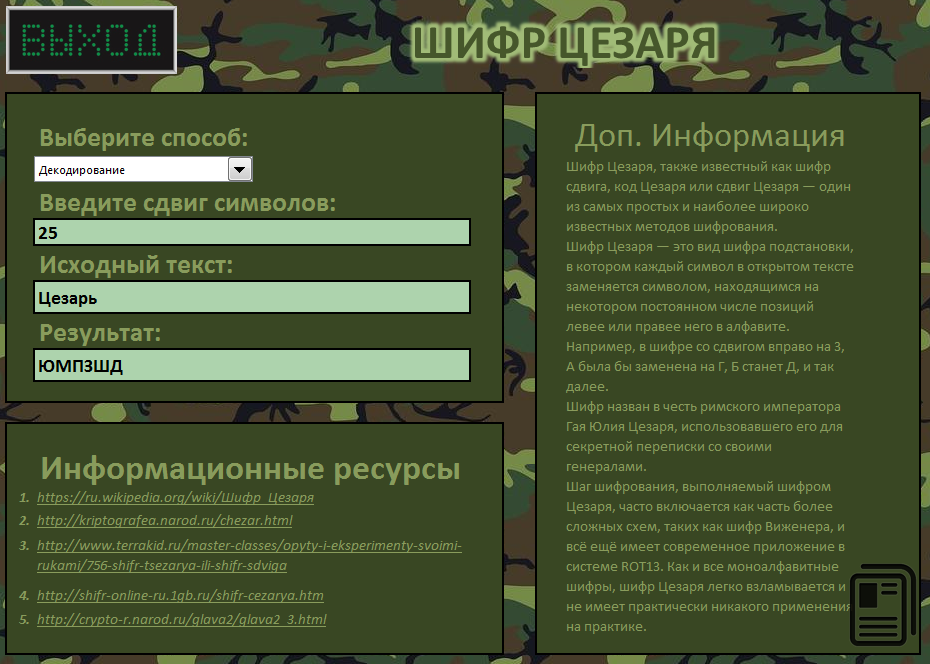 ВЫХОД
ШИФР ЦЕЗАРЯ
Выберите способ:
Декодирование
Введите сдвиг символов:
25
Исходный текст:
Цезарь
Результат:
ЮМПЗШД
Информационные ресурсы
1. https://ru.wikipedia.org/wiki/Шифр_Цезаря
2. http://kriptografea.narod.ru/chezar.html
3. http://www.terrakid.ru/master-classes/opyty-i-eksperimenty-svoimi-
rukami/756-shifr-tsezarya-ili-shifr-sdviga
4. http://shifr-online-ru.1gb.ru/shifr-cezarya.htm
5. http://crypto-r.narod.ru/glava2/glava2_3.html
Доп. Информация
Шифр Цезаря, также известный как шифр
сдвига, код Цезаря или сдвиг Цезаря — один
из самых простых и наиболее широко
известных методов шифрования.
Шифр Цезаря — это вид шифра подстановки,
в котором каждый символ в открытом тексте
заменяется символом, находящимся на
некотором постоянном числе позиций
левее или правее него в алфавите.
Например, в шифре со сдвигом вправо на 3,
А была бы заменена на Г, Б станет Д, и так
далее.
Шифр назван в честь римского императора
Гая Юлия Цезаря, использовавшего его для
секретной переписки со своими
генералами.
Шаг шифрования, выполняемый шифром
Цезаря, часто включается как часть более
сложных схем, таких как шифр Виженера, и
всё ещё имеет современное приложение в
системе ROT13. Как и все моноалфавитные
шифры, шифр Цезаря легко взламывается и
не имеет практически никакого применения
на практике.